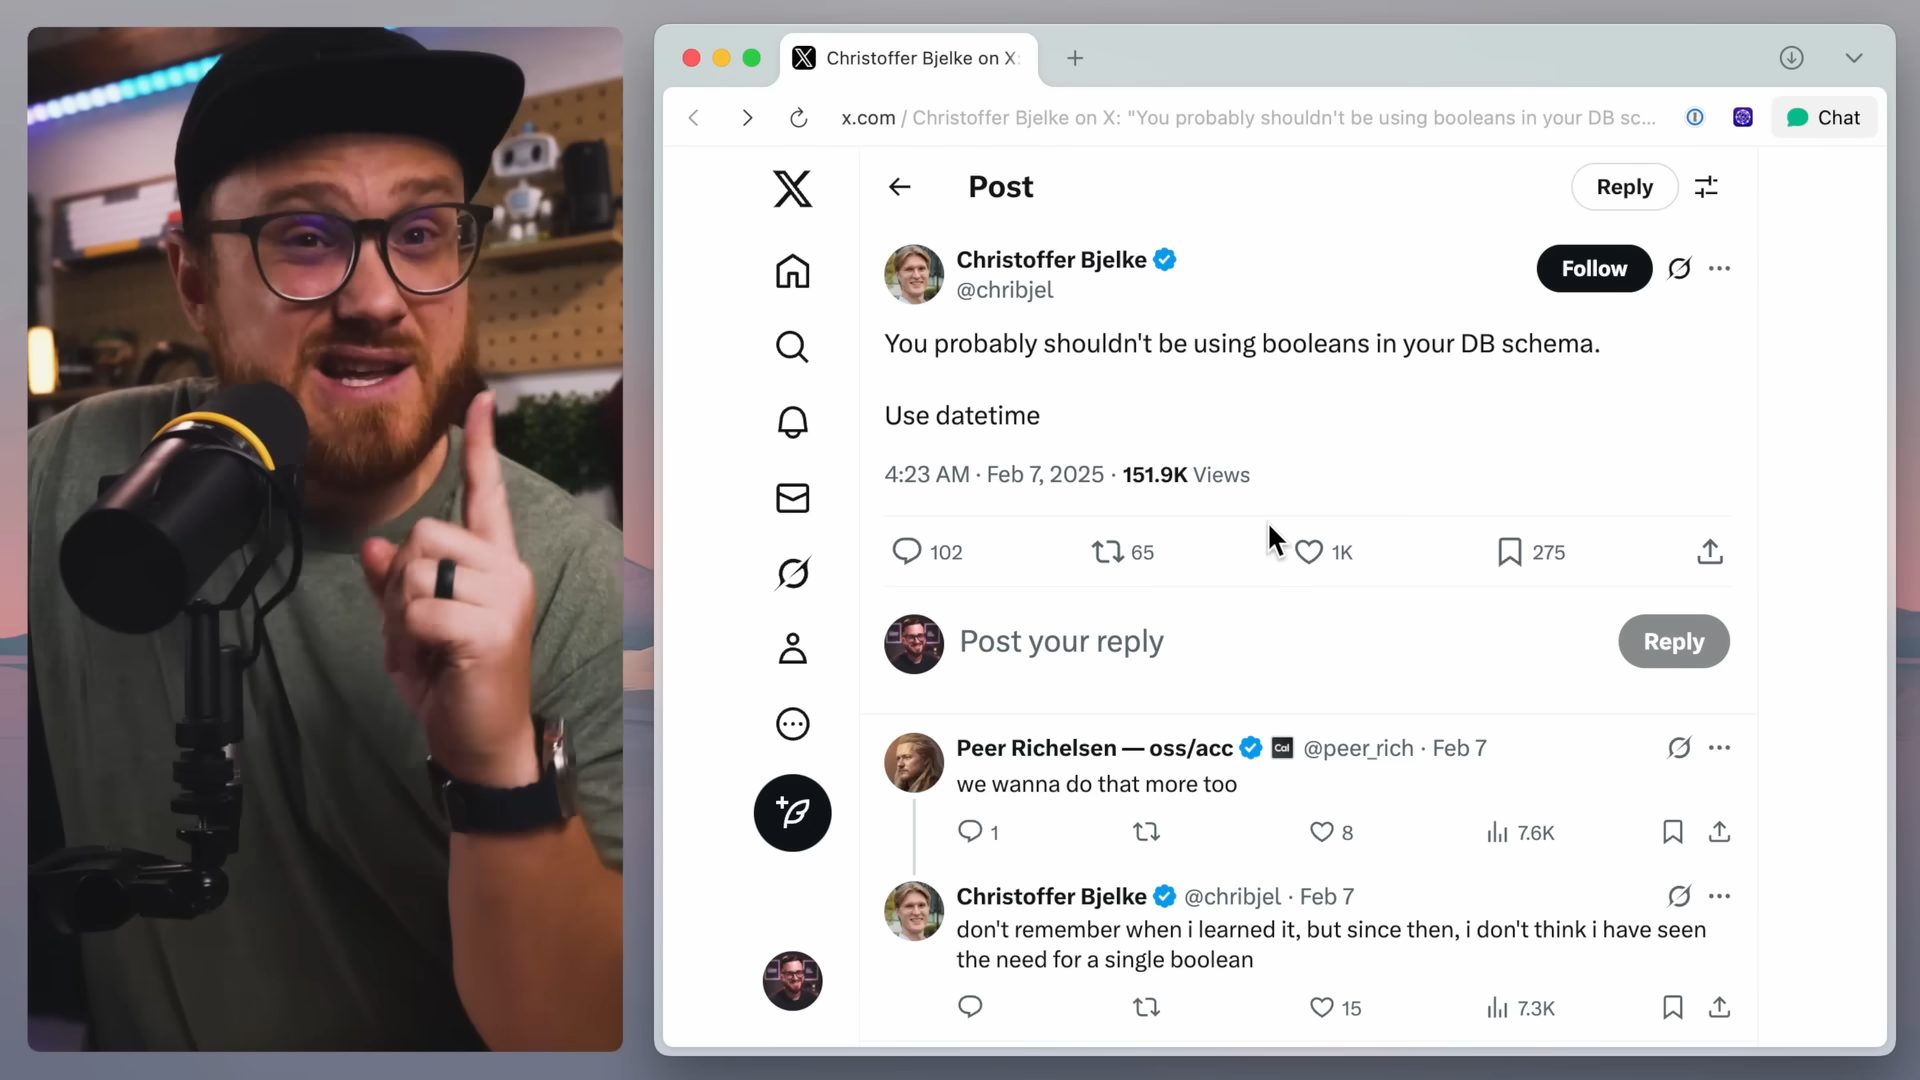 Christoffer Bjelke on X:
x.com / Christoffer Bjelke on X: "You probably shouldn't be using booleans in your DB sc...
Chat
Post
Reply
Christoffer Bjelke
@chribjel
Follow
You probably shouldn't be using booleans in your DB schema.
Use datetime
4:23 AM · Feb 7, 2025 · 151.9K Views
102
65
1K
275
Post your reply
Reply
Peer Richelsen — oss/acc Cal @peer_rich · Feb 7
we wanna do that more too
1
8
7.6K
Christoffer Bjelke @chribjel · Feb 7
don't remember when i learned it, but since then, i don't think i have seen
the need for a single boolean
15
7.3K